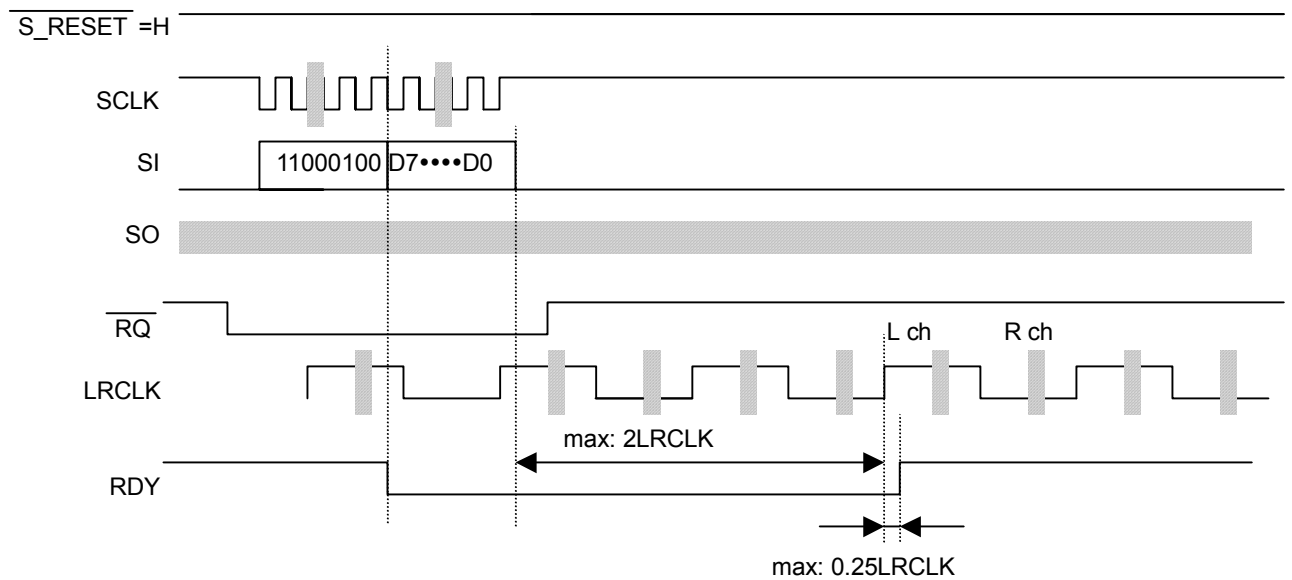 S_RESET =H
SCLK
SI 11000100 D7••••D0
SO
RQ
L ch R ch
LRCLK
max: 2LRCLK
RDY
max: 0.25LRCLK